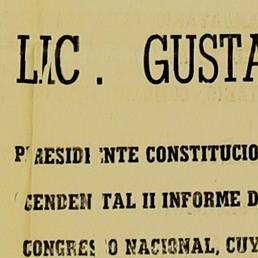 LIC. GUSTA
PRESIDENTE CONSTITUCIO
CENDENTAL II INFORME D
CONGRESO NACIONAL, CUY